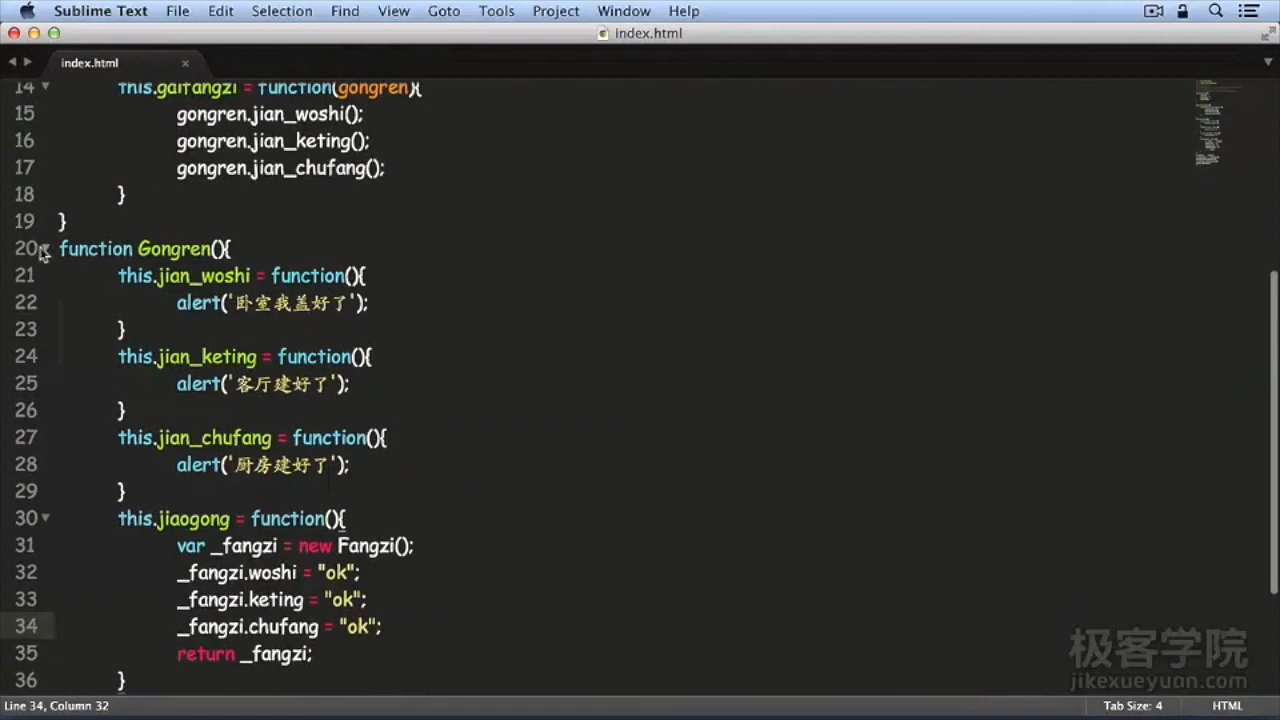 Sublime Text File Edit Selection Find View Goto Tools Project Window Help
index.html
index.html
14 this.gaifangzi = function(gongren){
15 gongren.jian_woshi();
16 gongren.jian_keting();
17 gongren.jian_chufang();
18 }
19 }
20 function Gongren(){
21 this.jian_woshi = function(){
22 alert('卧室我盖好了');
23 }
24 this.jian_keting = function(){
25 alert('客厅建好了');
26 }
27 this.jian_chufang = function(){
28 alert('厨房建好了');
29 }
30 this.jiaogong = function(){
31 var _fangzi = new Fangzi();
32 _fangzi.woshi = "ok";
33 _fangzi.keting = "ok";
34 _fangzi.chufang = "ok";
35 return _fangzi;
36 }
极客学院
jikexueyuan.com
Line 34, Column 32 Tab Size: 4 HTML